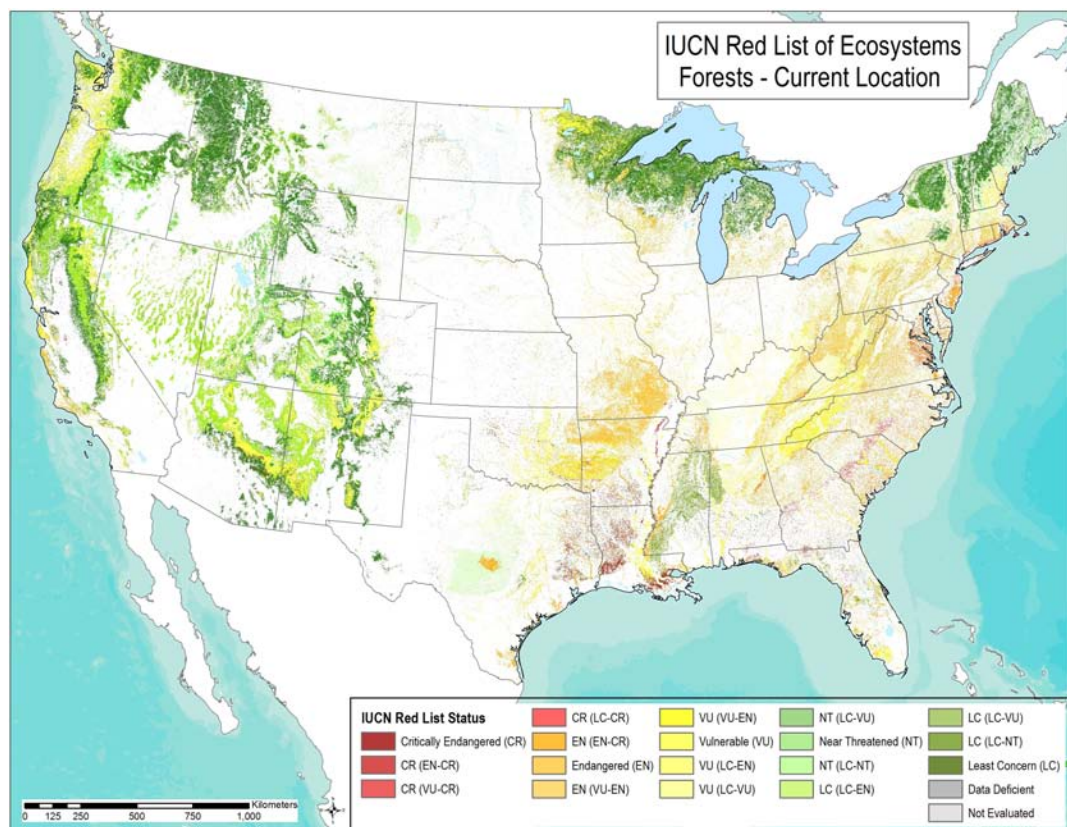 IUCN Red List of Ecosystems
Forests - Current Location
IUCN Red List Status
Critically Endangered (CR)
CR (EN-CR)
CR (VU-CR)
CR (LC-CR)
EN (EN-CR)
Endangered (EN)
EN (VU-EN)
VU (VU-EN)
Vulnerable (VU)
VU (LC-EN)
VU (LC-VU)
NT (LC-VU)
Near Threatened (NT)
NT (LC-NT)
LC (LC-EN)
LC (LC-VU)
LC (LC-NT)
Least Concern (LC)
Data Deficient
Not Evaluated
Kilometers
0 125 250 500 750 1,000